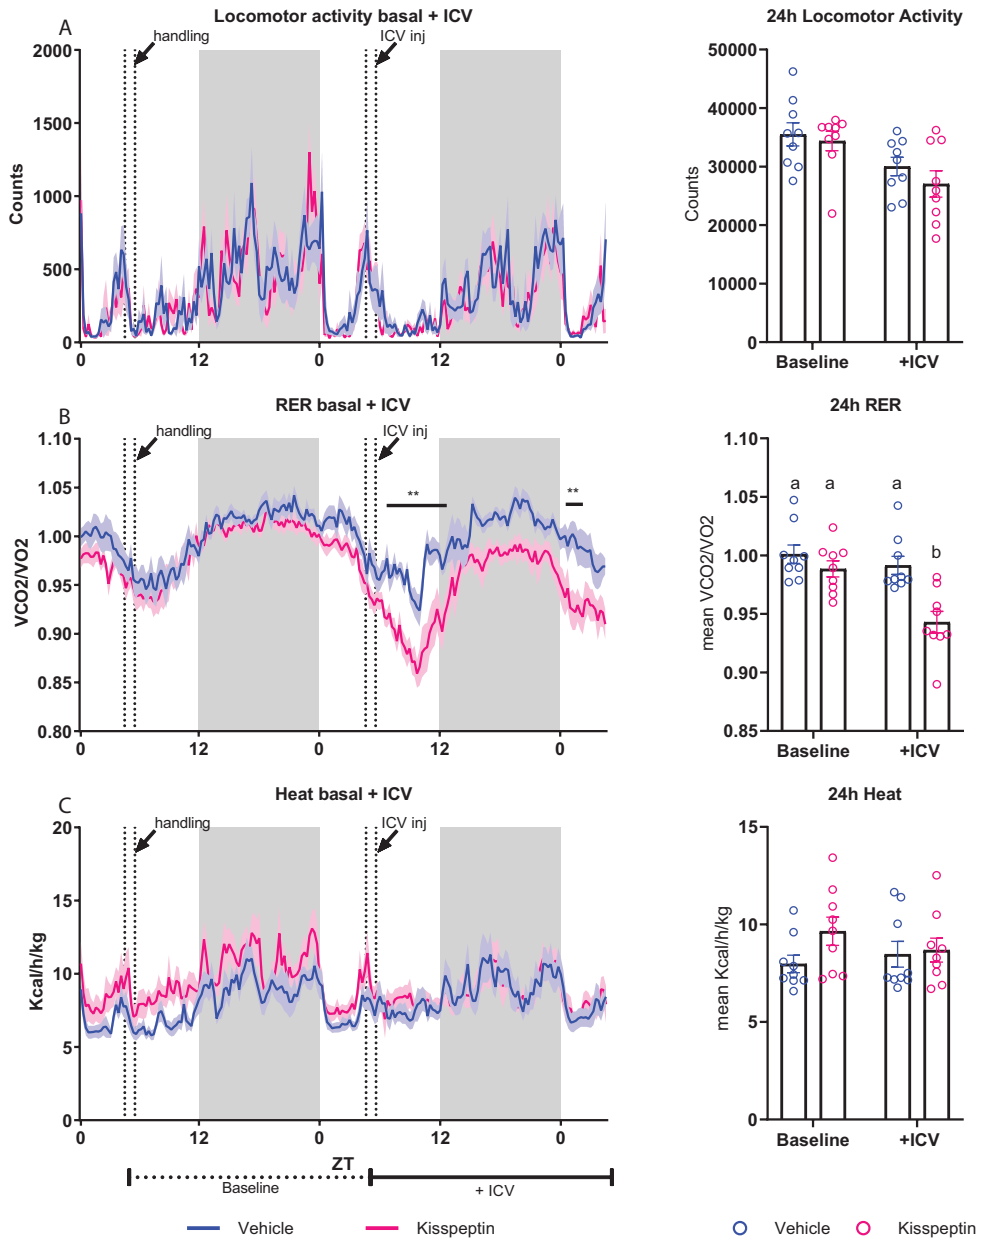 Locomotor activity basal + ICV
24h Locomotor Activity
A
handling
ICV inj
2000
1500
1000
500
0
Counts
0
12
0
12
0
50000
40000
30000
20000
10000
0
Counts
Baseline
+ICV
RER basal + ICV
24h RER
B
handling
ICV inj
**
**
1.10
1.05
1.00
0.95
0.90
0.85
0.80
VCO2/VO2
0
12
0
12
0
1.10
1.05
1.00
0.95
0.90
0.85
mean VCO2/VO2
a
a
a
b
Baseline
+ICV
Heat basal + ICV
24h Heat
C
handling
ICV inj
20
15
10
5
0
Kcal/h/kg
0
12
0
12
0
15
10
5
0
mean Kcal/h/kg
Baseline
+ICV
ZT
Baseline
+ ICV
Vehicle
Kisspeptin
Vehicle
Kisspeptin